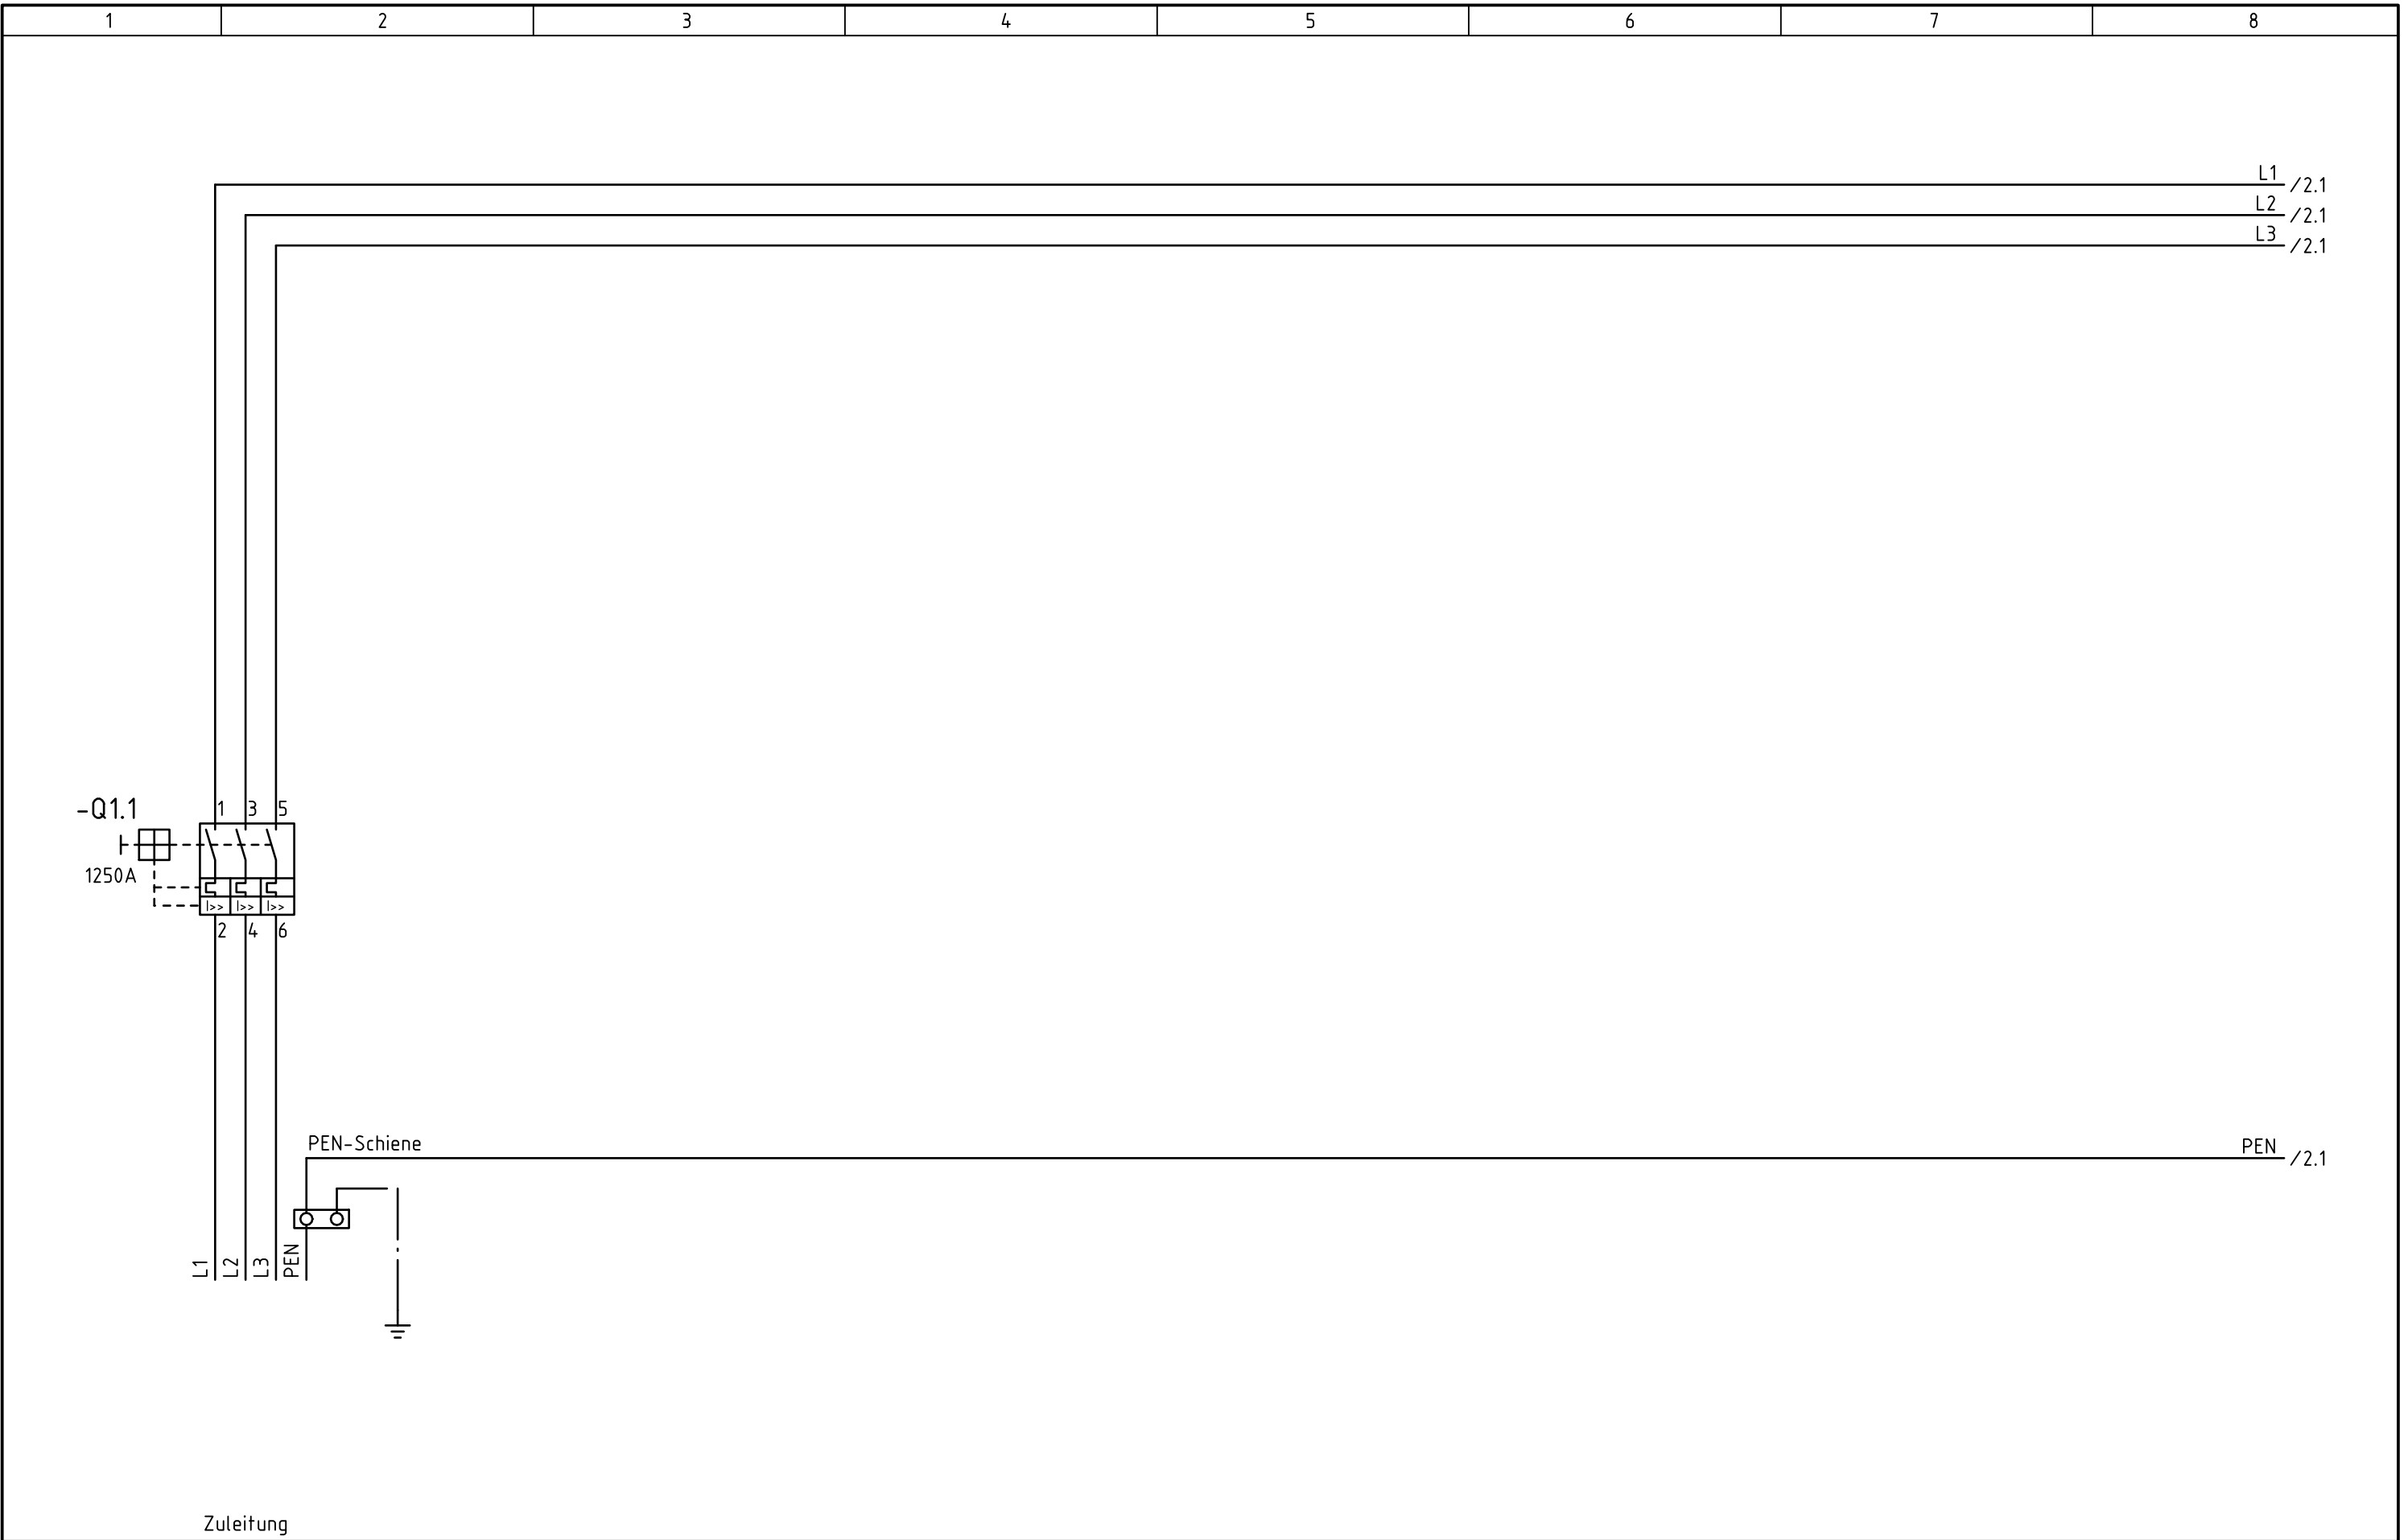 1 2 3 4 5 6 7 8
L1 /2.1
L2 /2.1
L3 /2.1
-Q1.1
1 3 5
1250A
I>> I>> I>>
2 4 6
PEN-Schiene
PEN /2.1
L1
L2
L3
PEN
Zuleitung